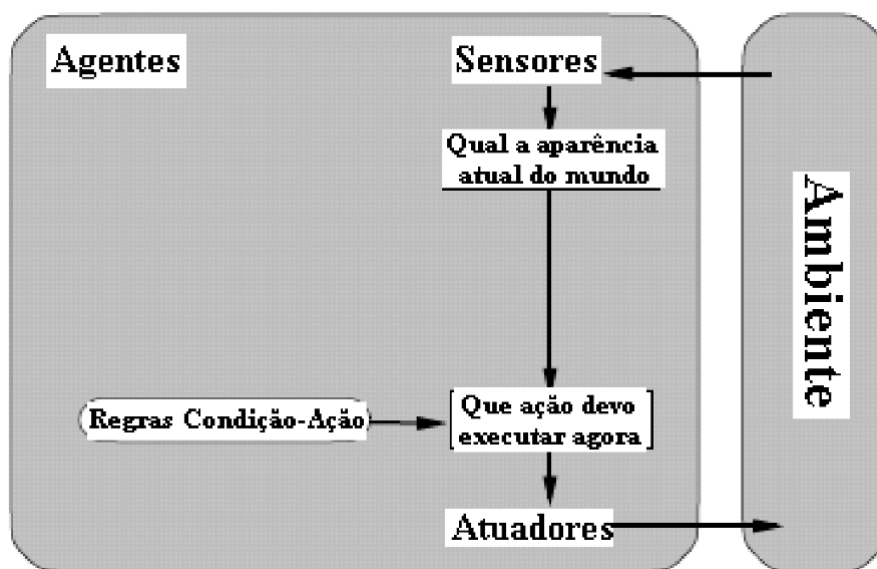 Agentes
Sensores
Qual a aparência
atual do mundo
Ambiente
Regras Condição-Ação
Que ação devo
executar agora
Atuadores